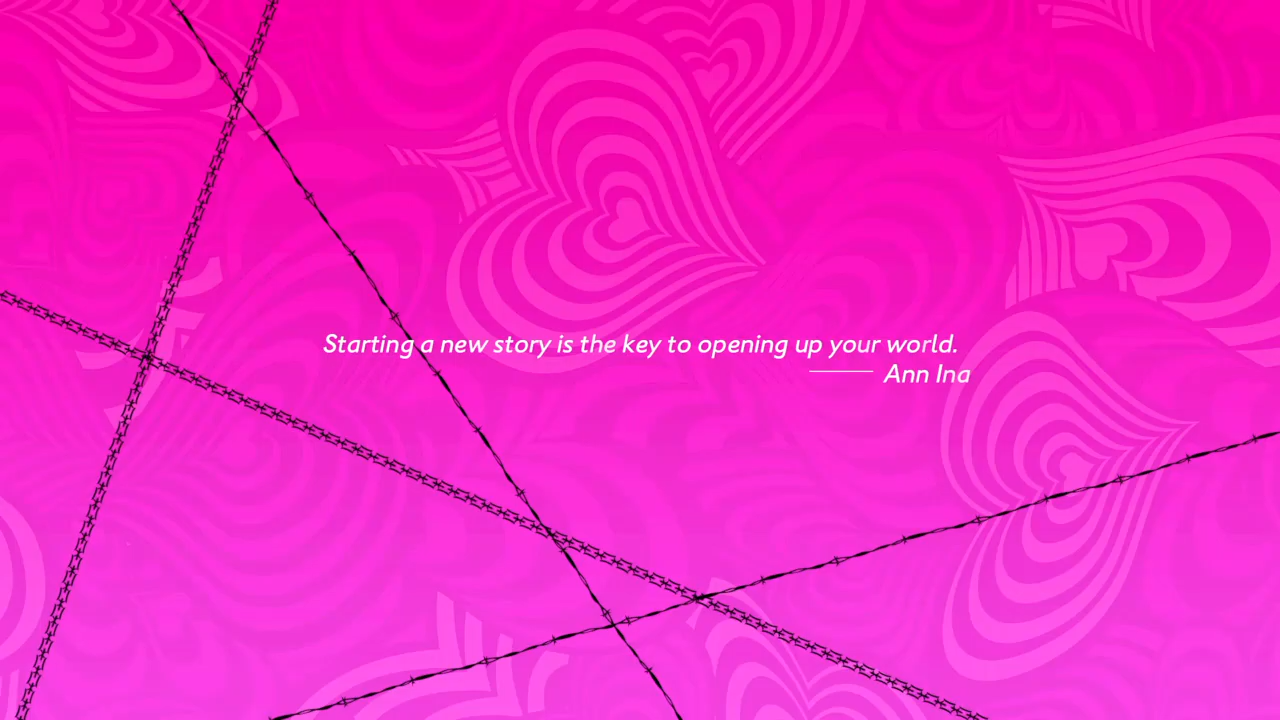 Starting a new story is the key to opening up your world.
—— Ann Ina